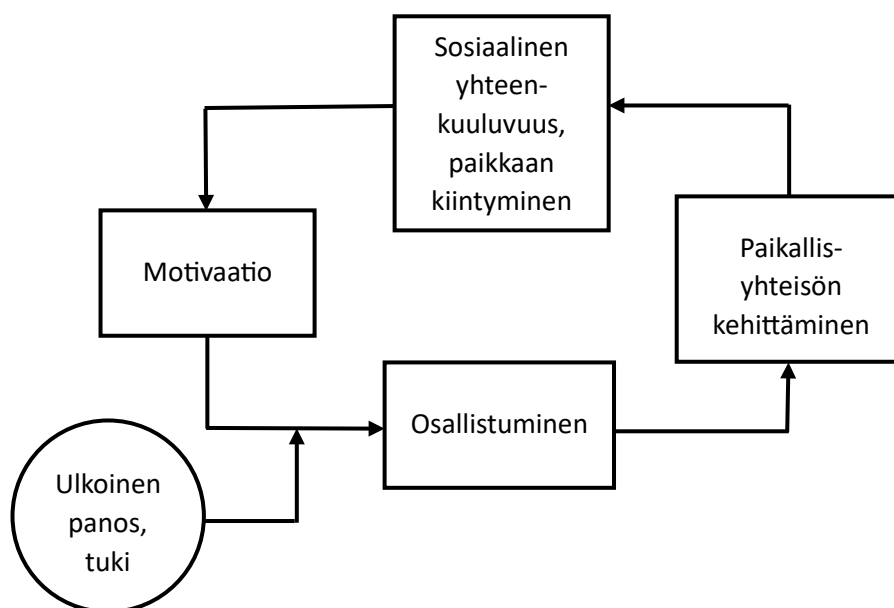 Sosiaalinen
yhteen-
kuuluvuus,
paikkaan
kiintyminen
Motivaatio
Paikallis-
yhteisön
kehittäminen
Osallistuminen
Ulkoinen
panos,
tuki